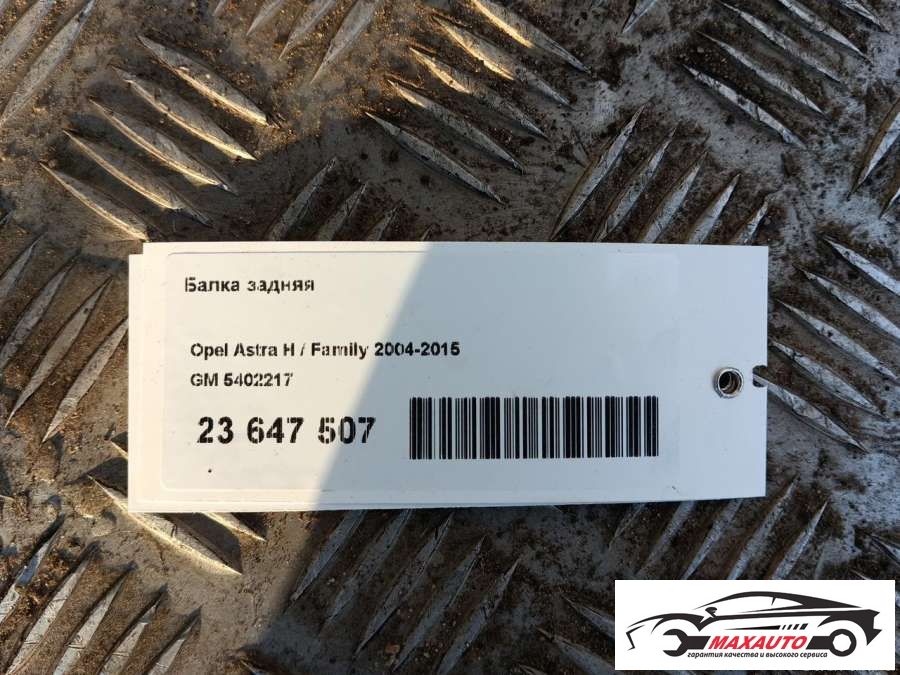 Балка задняя
Opel Astra H / Family 2004-2015
GM 5402217
23 647 507
MAXAUTO
гарантия качества и высокого сервиса